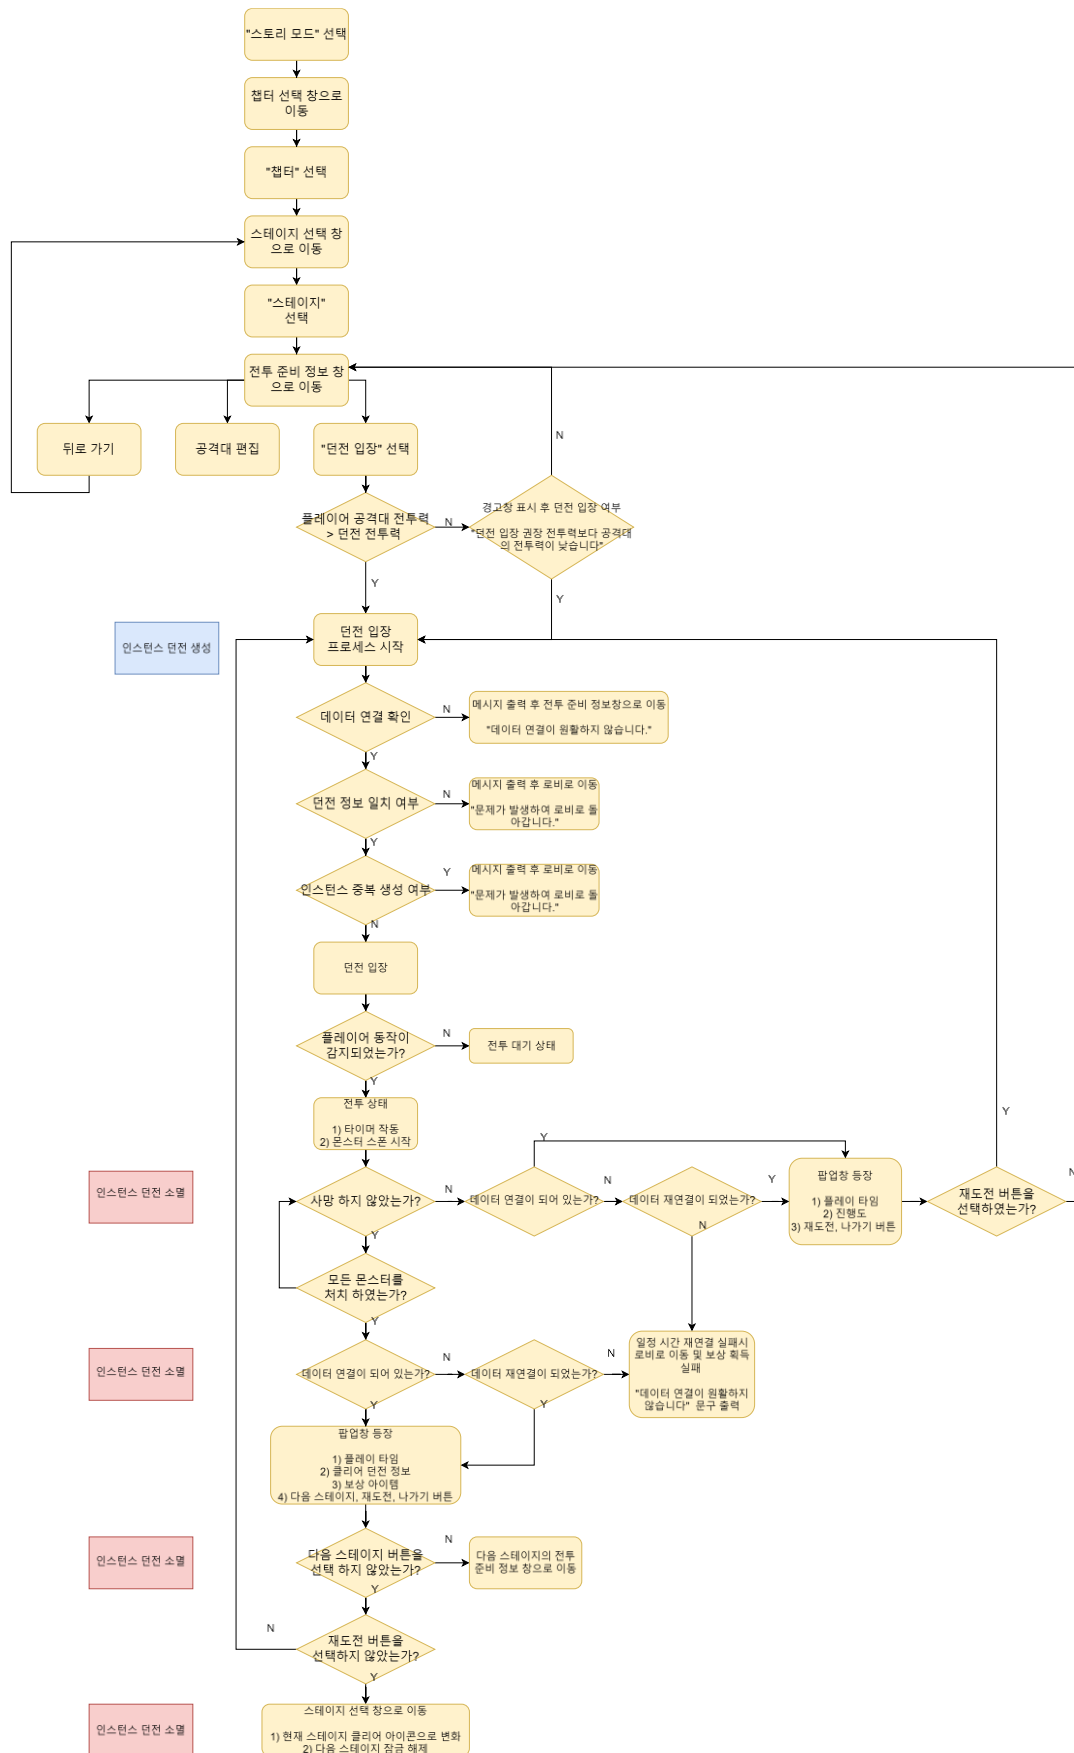 "스토리 모드" 선택
챕터 선택 창으로
이동
"챕터" 선택
스테이지 선택 창
으로 이동
"스테이지"
선택
전투 준비 정보 창
으로 이동
뒤로 가기
공격대 편집
"던전 입장" 선택
N
플레이어 공격대 전투력
> 던전 전투력
N
경고창 표시 후 던전 입장 여부
"던전 입장 권장 전투력보다 공격대
의 전투력이 낮습니다"
Y
Y
인스턴스 던전 생성
던전 입장
프로세스 시작
데이터 연결 확인
N
메시지 출력 후 전투 준비 정보창으로 이동
"데이터 연결이 원활하지 않습니다."
Y
던전 정보 일치 여부
N
메시지 출력 후 로비로 이동
"문제가 발생하여 로비로 돌
아갑니다."
Y
인스턴스 중복 생성 여부
Y
메시지 출력 후 로비로 이동
"문제가 발생하여 로비로 돌
아갑니다."
N
던전 입장
플레이어 동작이
감지되었는가?
N
전투 대기 상태
Y
전투 상태
1) 타이머 작동
2) 몬스터 스폰 시작
Y
인스턴스 던전 소멸
사망 하지 않았는가?
N
데이터 연결이 되어 있는가?
Y
N
데이터 재연결이 되었는가?
Y
N
팝업창 등장
1) 플레이 타임
2) 진행도
3) 재도전, 나가기 버튼
재도전 버튼을
선택하였는가?
N
Y
모든 몬스터를
처치 하였는가?
Y
인스턴스 던전 소멸
데이터 연결이 되어 있는가?
N
데이터 재연결이 되었는가?
N
일정 시간 재연결 실패시
로비로 이동 및 보상 획득
실패
"데이터 연결이 원활하지
않습니다" 문구 출력
Y
Y
팝업창 등장
1) 플레이 타임
2) 클리어 던전 정보
3) 보상 아이템
4) 다음 스테이지, 재도전, 나가기 버튼
인스턴스 던전 소멸
다음 스테이지 버튼을
선택 하지 않았는가?
N
다음 스테이지의 전투
준비 정보 창으로 이동
Y
N
재도전 버튼을
선택하지 않았는가?
Y
인스턴스 던전 소멸
스테이지 선택 창으로 이동
1) 현재 스테이지 클리어 아이콘으로 변화
2) 다음 스테이지 잠금 해제